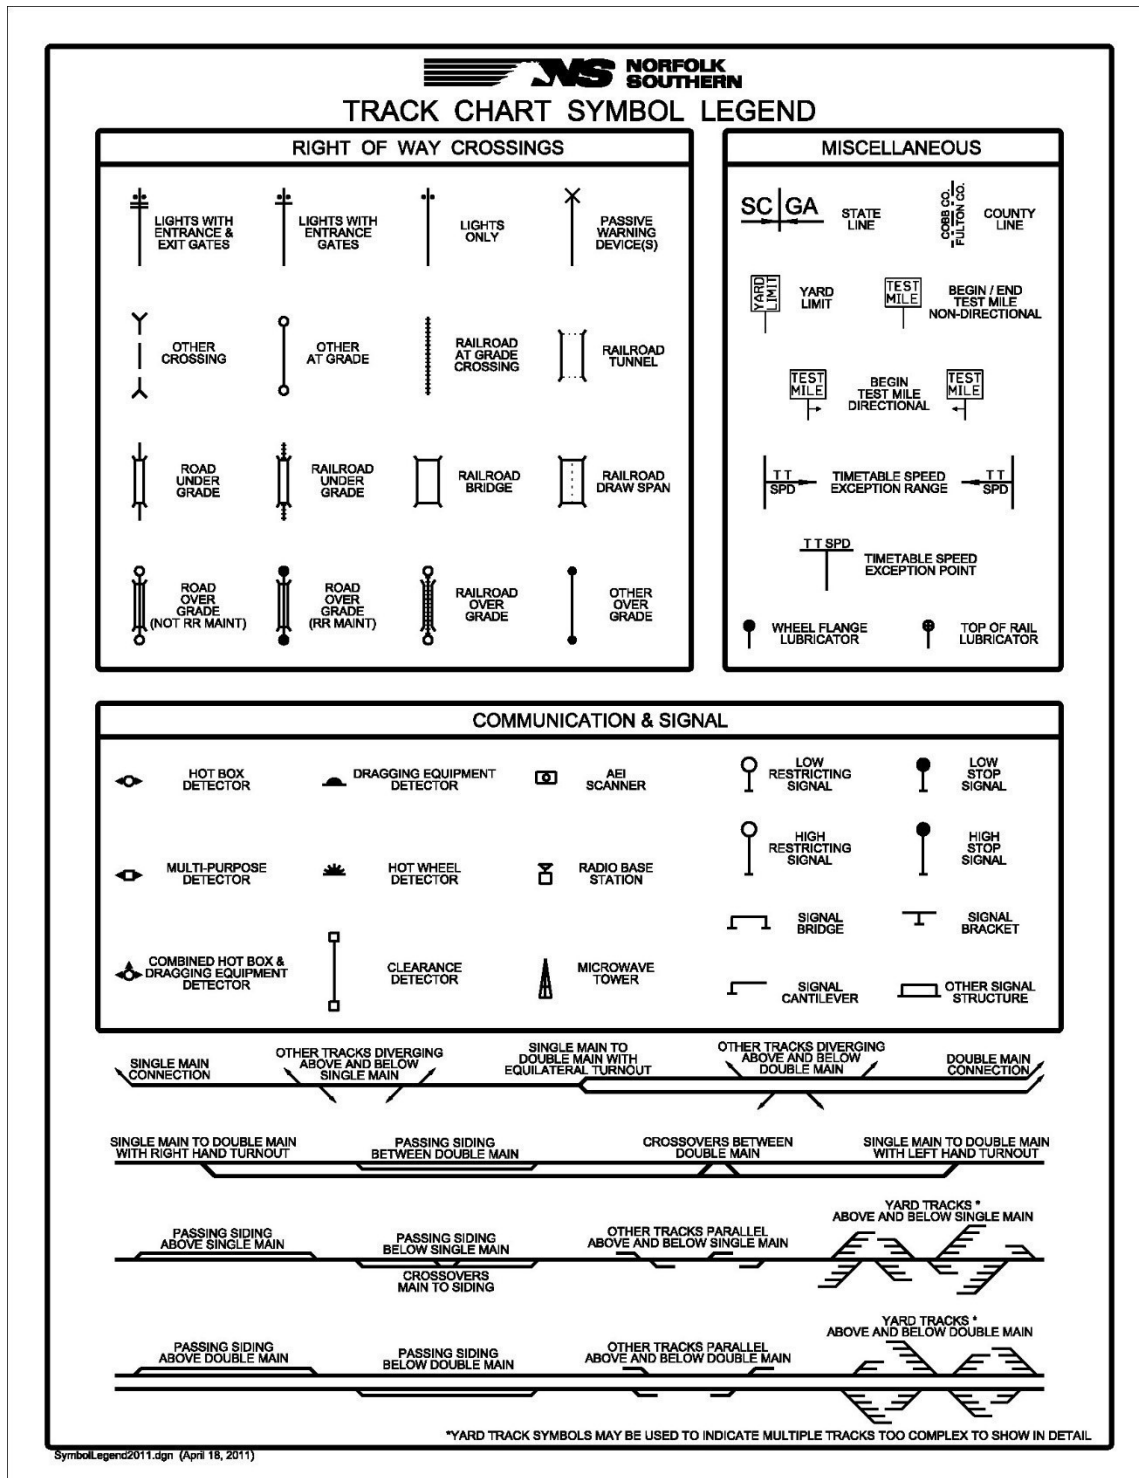 NS NORFOLK
SOUTHERN
TRACK CHART SYMBOL LEGEND
RIGHT OF WAY CROSSINGS
LIGHTS WITH
ENTRANCE &
EXIT GATES
LIGHTS WITH
ENTRANCE
GATES
LIGHTS
ONLY
PASSIVE
WARNING
DEVICE(S)
OTHER
CROSSING
OTHER
AT GRADE
RAILROAD
AT GRADE
CROSSING
RAILROAD
TUNNEL
ROAD
UNDER
GRADE
RAILROAD
UNDER
GRADE
RAILROAD
BRIDGE
RAILROAD
DRAW SPAN
ROAD
OVER
GRADE
(NOT RR MAINT)
ROAD
OVER
GRADE
(RR MAINT)
RAILROAD
OVER
GRADE
OTHER
OVER
GRADE
MISCELLANEOUS
SC GA
STATE
LINE
COBB CO.
FULTON CO.
COUNTY
LINE
YARD
LIMIT
YARD
LIMIT
TEST
MILE
BEGIN / END
TEST MILE
NON-DIRECTIONAL
TEST
MILE
BEGIN
TEST MILE
DIRECTIONAL
TEST
MILE
T T
SPD
TIMETABLE SPEED
EXCEPTION RANGE
T T
SPD
T T SPD
TIMETABLE SPEED
EXCEPTION POINT
WHEEL FLANGE
LUBRICATOR
TOP OF RAIL
LUBRICATOR
COMMUNICATION & SIGNAL
HOT BOX
DETECTOR
DRAGGING EQUIPMENT
DETECTOR
AEI
SCANNER
LOW
RESTRICTING
SIGNAL
LOW
STOP
SIGNAL
MULTI-PURPOSE
DETECTOR
HOT WHEEL
DETECTOR
RADIO BASE
STATION
HIGH
RESTRICTING
SIGNAL
HIGH
STOP
SIGNAL
SIGNAL
BRIDGE
SIGNAL
BRACKET
COMBINED HOT BOX &
DRAGGING EQUIPMENT
DETECTOR
CLEARANCE
DETECTOR
MICROWAVE
TOWER
SIGNAL
CANTILEVER
OTHER SIGNAL
STRUCTURE
SINGLE MAIN
CONNECTION
OTHER TRACKS DIVERGING
ABOVE AND BELOW
SINGLE MAIN
SINGLE MAIN TO
DOUBLE MAIN WITH
EQUILATERAL TURNOUT
OTHER TRACKS DIVERGING
ABOVE AND BELOW
DOUBLE MAIN
DOUBLE MAIN
CONNECTION
SINGLE MAIN TO DOUBLE MAIN
WITH RIGHT HAND TURNOUT
PASSING SIDING
BETWEEN DOUBLE MAIN
CROSSOVERS BETWEEN
DOUBLE MAIN
SINGLE MAIN TO DOUBLE MAIN
WITH LEFT HAND TURNOUT
PASSING SIDING
ABOVE SINGLE MAIN
PASSING SIDING
BELOW SINGLE MAIN
CROSSOVERS
MAIN TO SIDING
OTHER TRACKS PARALLEL
ABOVE AND BELOW SINGLE MAIN
YARD TRACKS *
ABOVE AND BELOW SINGLE MAIN
PASSING SIDING
ABOVE DOUBLE MAIN
PASSING SIDING
BELOW DOUBLE MAIN
OTHER TRACKS PARALLEL
ABOVE AND BELOW DOUBLE MAIN
YARD TRACKS *
ABOVE AND BELOW DOUBLE MAIN
*YARD TRACK SYMBOLS MAY BE USED TO INDICATE MULTIPLE TRACKS TOO COMPLEX TO SHOW IN DETAIL
SymbolLegend2011.dgn (April 18, 2011)